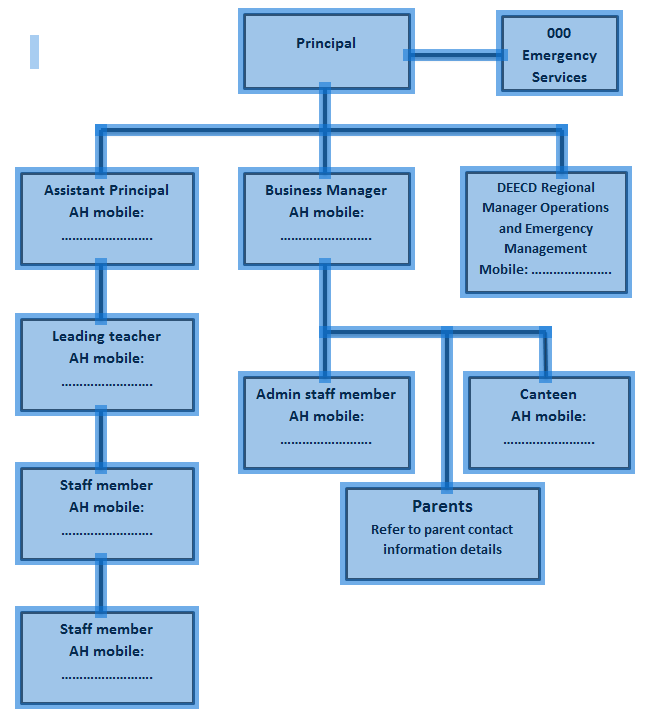 Principal
000
Emergency
Services
Assistant Principal
AH mobile:
…………………….
Business Manager
AH mobile:
…………………….
DEECD Regional
Manager Operations
and Emergency
Management
Mobile: ………………….
Leading teacher
AH mobile:
…………………….
Admin staff member
AH mobile:
…………………….
Canteen
AH mobile:
…………………….
Staff member
AH mobile:
…………………….
Parents
Refer to parent contact
information details
Staff member
AH mobile:
…………………….